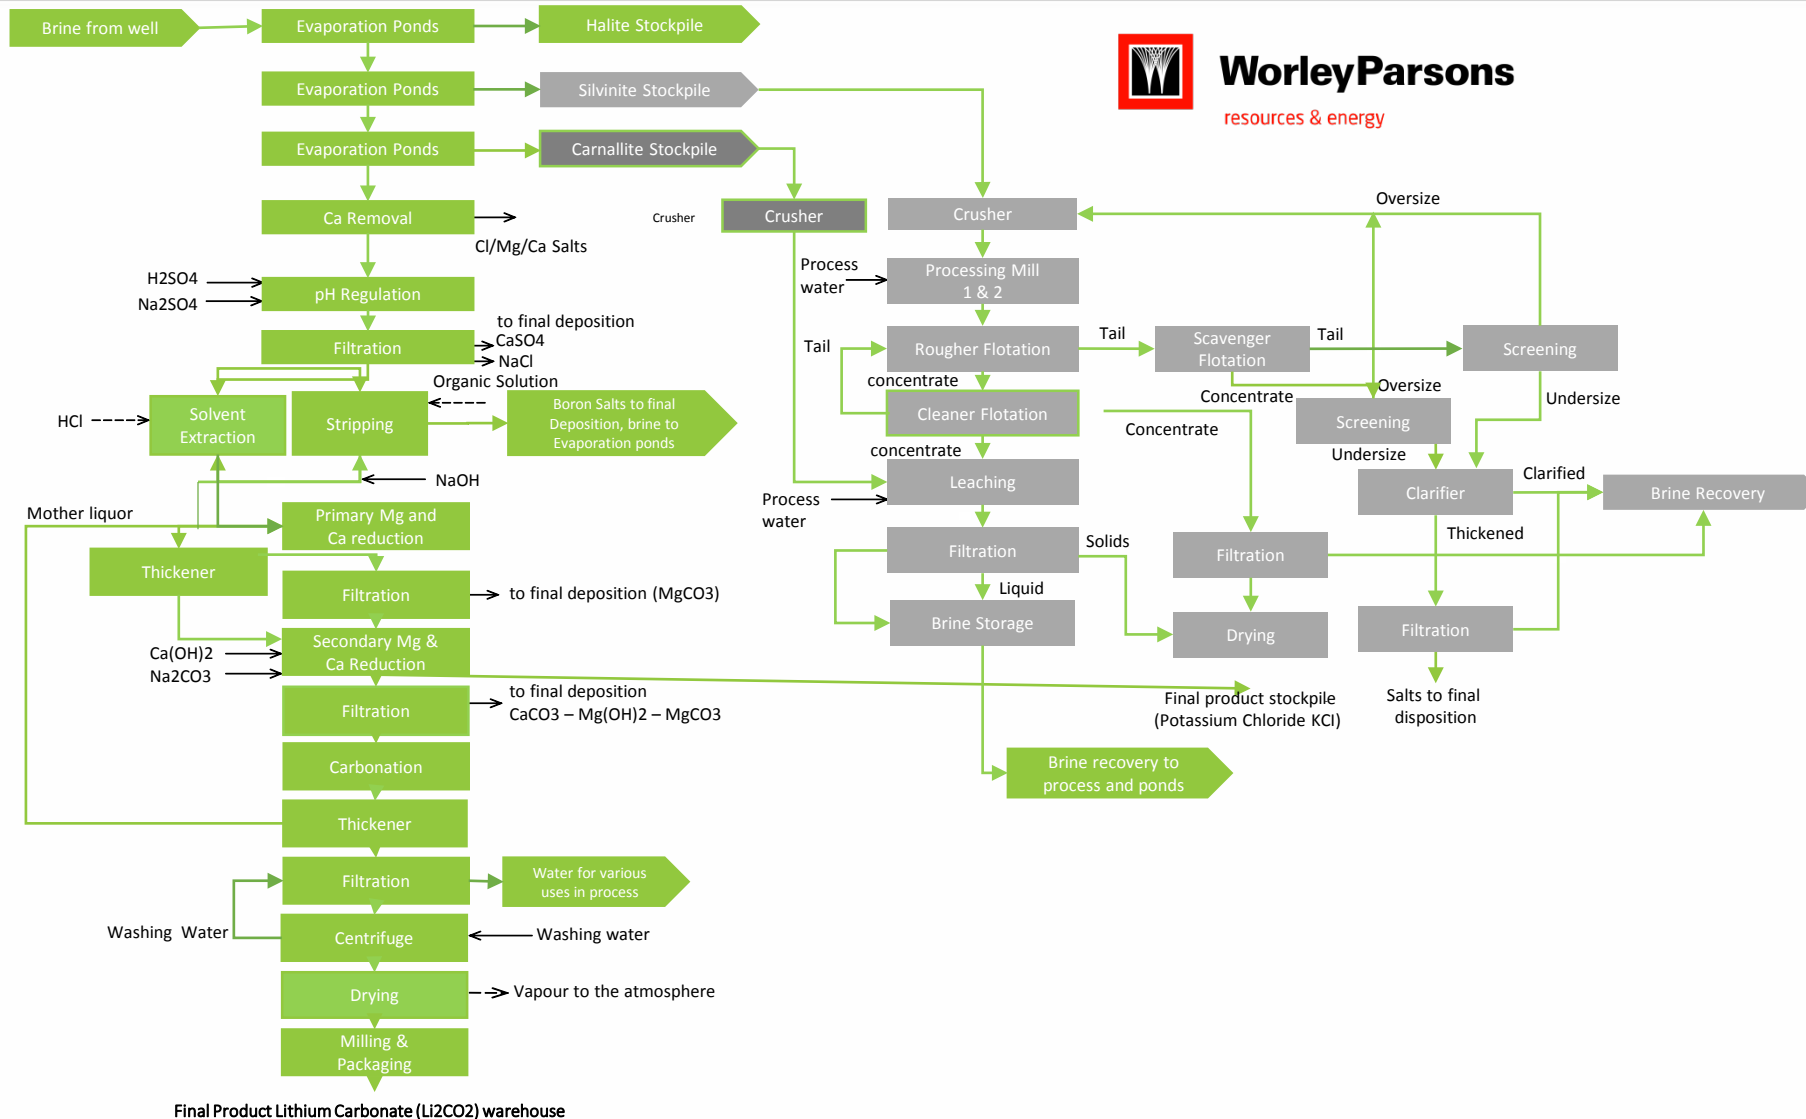 Brine from well
Evaporation Ponds
Halite Stockpile
Evaporation Ponds
Silvinite Stockpile
Evaporation Ponds
Carnallite Stockpile
WorleyParsons
resources & energy
Ca Removal
Cl/Mg/Ca Salts
Crusher
Crusher
Crusher
Oversize
H2SO4
Na2SO4
pH Regulation
Process
water
Processing Mill
1 & 2
to final deposition
CaSO4
NaCl
Filtration
Tail
Rougher Flotation
Tail
Scavenger
Flotation
Tail
Screening
Organic Solution
concentrate
Concentrate
Oversize
Undersize
HCl
Solvent
Extraction
Stripping
Boron Salts to final
Deposition, brine to
Evaporation ponds
Cleaner Flotation
Concentrate
Screening
Undersize
concentrate
NaOH
Leaching
Process
water
Clarifier
Clarified
Brine Recovery
Thickened
Mother liquor
Primary Mg and
Ca reduction
Thickener
Filtration
Solids
Liquid
Filtration
Filtration
to final deposition (MgCO3)
Brine Storage
Drying
Filtration
Ca(OH)2
Na2CO3
Secondary Mg &
Ca Reduction
Final product stockpile
(Potassium Chloride KCl)
Salts to final
disposition
Filtration
to final deposition
CaCO3 – Mg(OH)2 – MgCO3
Carbonation
Brine recovery to
process and ponds
Thickener
Filtration
Water for various
uses in process
Washing Water
Centrifuge
Washing water
Drying
Vapour to the atmosphere
Milling &
Packaging
Final Product Lithium Carbonate (Li2CO2) warehouse